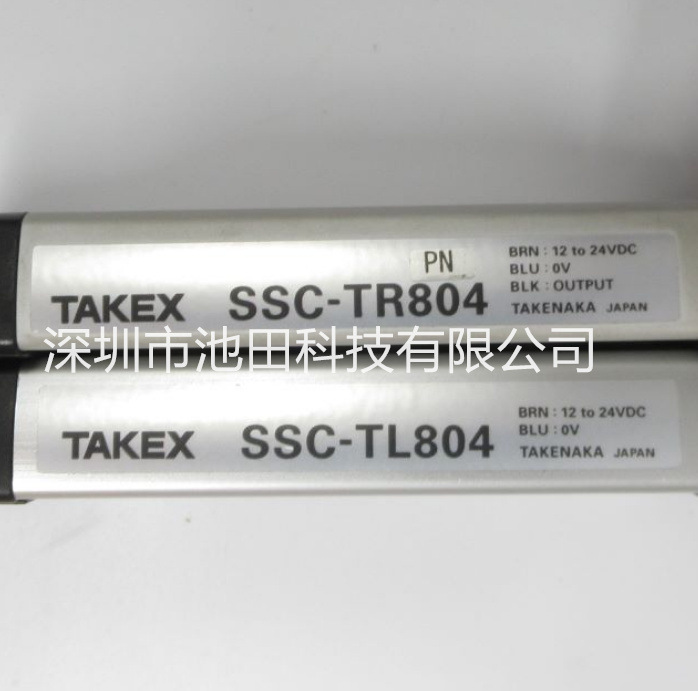 PN
TAKEX SSC-TR804
BRN : 12 to 24VDC
BLU : 0V
BLK : OUTPUT
TAKENAKA JAPAN
深圳市池田科技有限公司
TAKEX SSC-TL804
BRN : 12 to 24VDC
BLU : 0V
TAKENAKA JAPAN